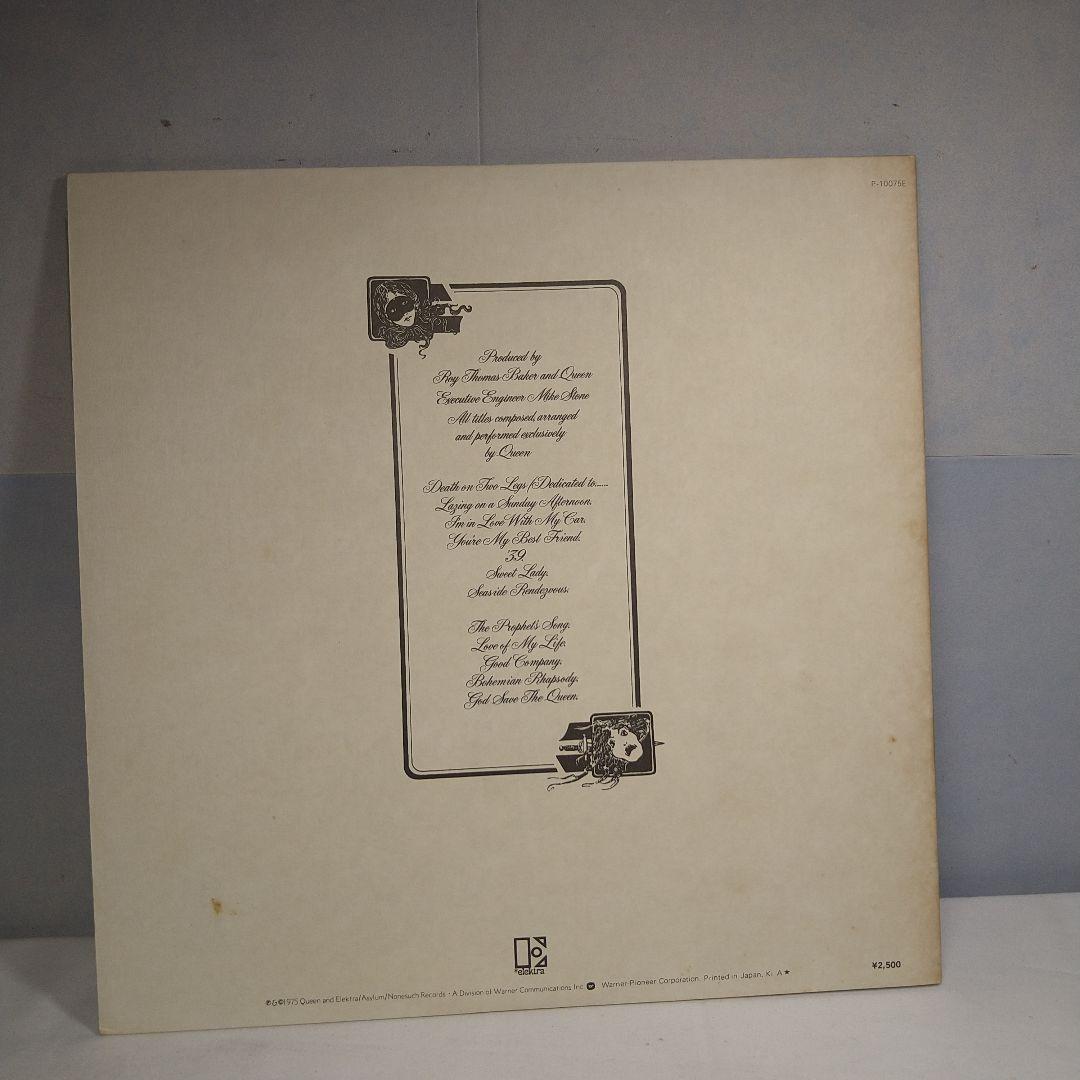 P-10075E
Produced by
Roy Thomas Baker and Queen
Executive Engineer Mike Stone
All titles composed, arranged
and performed exclusively
by Queen
Death on Two Legs (Dedicated to......
Lazing on a Sunday Afternoon.
I'm in Love With My Car.
You're My Best Friend.
'39.
Sweet Lady.
Seaside Rendezvous.
The Prophet's Song.
Love of My Life.
Good Company.
Bohemian Rhapsody.
God Save The Queen.
elektra
¥2,500
℗&©1975 Queen and Elektra/Asylum/Nonesuch Records · A Division of Warner Communications Inc. Warner-Pioneer Corporation. Printed in Japan, Ki A★